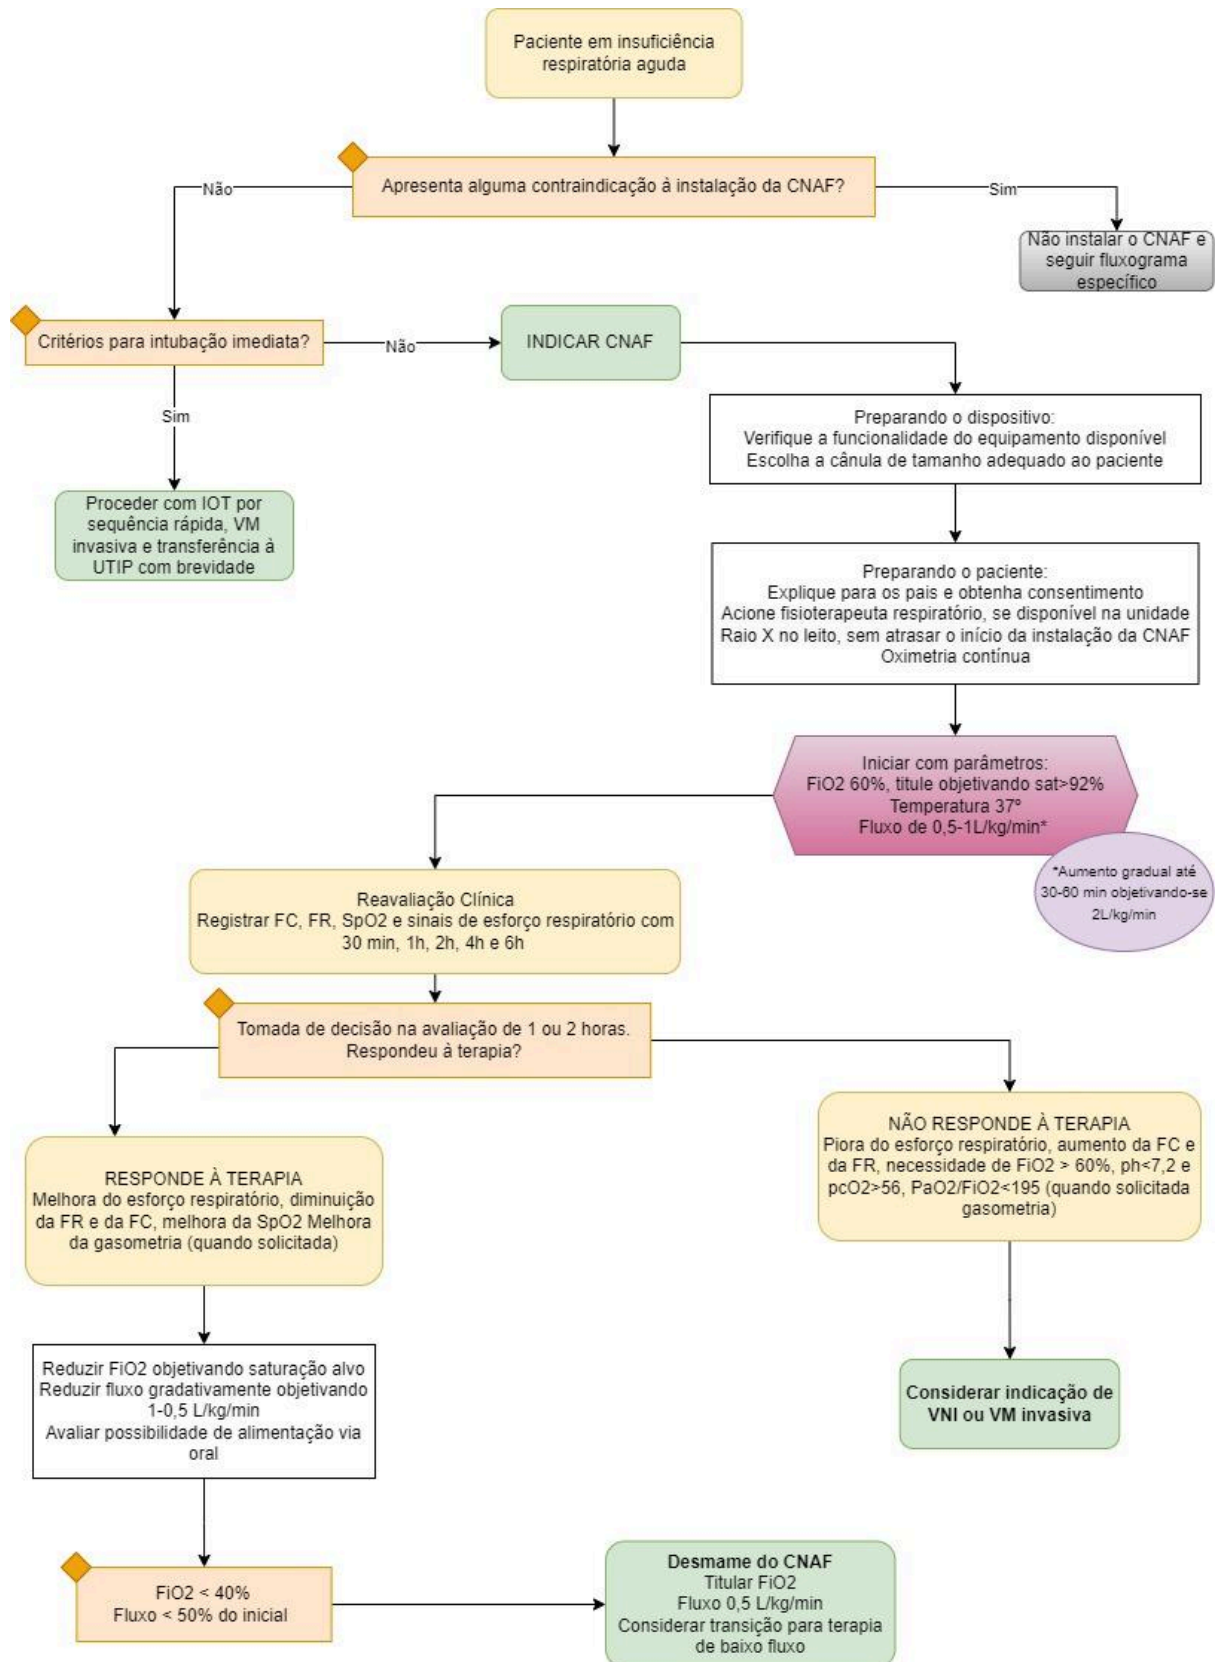 Paciente em insuficiência
respiratória aguda
Apresenta alguma contraindicação à instalação da CNAF?
Não
Sim
Não instalar o CNAF e
seguir fluxograma
específico
Critérios para intubação imediata?
Não
INDICAR CNAF
Sim
Preparando o dispositivo:
Verifique a funcionalidade do equipamento disponível
Escolha a cânula de tamanho adequado ao paciente
Proceder com IOT por
sequência rápida, VM
invasiva e transferência à
UTIP com brevidade
Preparando o paciente:
Explique para os pais e obtenha consentimento
Acione fisioterapeuta respiratório, se disponível na unidade
Raio X no leito, sem atrasar o início da instalação da CNAF
Oximetria contínua
Iniciar com parâmetros:
FiO2 60%, titule objetivando sat>92%
Temperatura 37º
Fluxo de 0,5-1L/kg/min*
*Aumento gradual até
30-60 min objetivando-se
2L/kg/min
Reavaliação Clínica
Registrar FC, FR, SpO2 e sinais de esforço respiratório com
30 min, 1h, 2h, 4h e 6h
Tomada de decisão na avaliação de 1 ou 2 horas.
Respondeu à terapia?
RESPONDE À TERAPIA
Melhora do esforço respiratório, diminuição
da FR e da FC, melhora da SpO2 Melhora
da gasometria (quando solicitada)
NÃO RESPONDE À TERAPIA
Piora do esforço respiratório, aumento da FC e
da FR, necessidade de FiO2 > 60%, ph<7,2 e
pcO2>56, PaO2/FiO2<195 (quando solicitada
gasometria)
Reduzir FiO2 objetivando saturação alvo
Reduzir fluxo gradativamente objetivando
1-0,5 L/kg/min
Avaliar possibilidade de alimentação via
oral
Considerar indicação de
VNI ou VM invasiva
FiO2 < 40%
Fluxo < 50% do inicial
Desmame do CNAF
Titular FiO2
Fluxo 0,5 L/kg/min
Considerar transição para terapia
de baixo fluxo